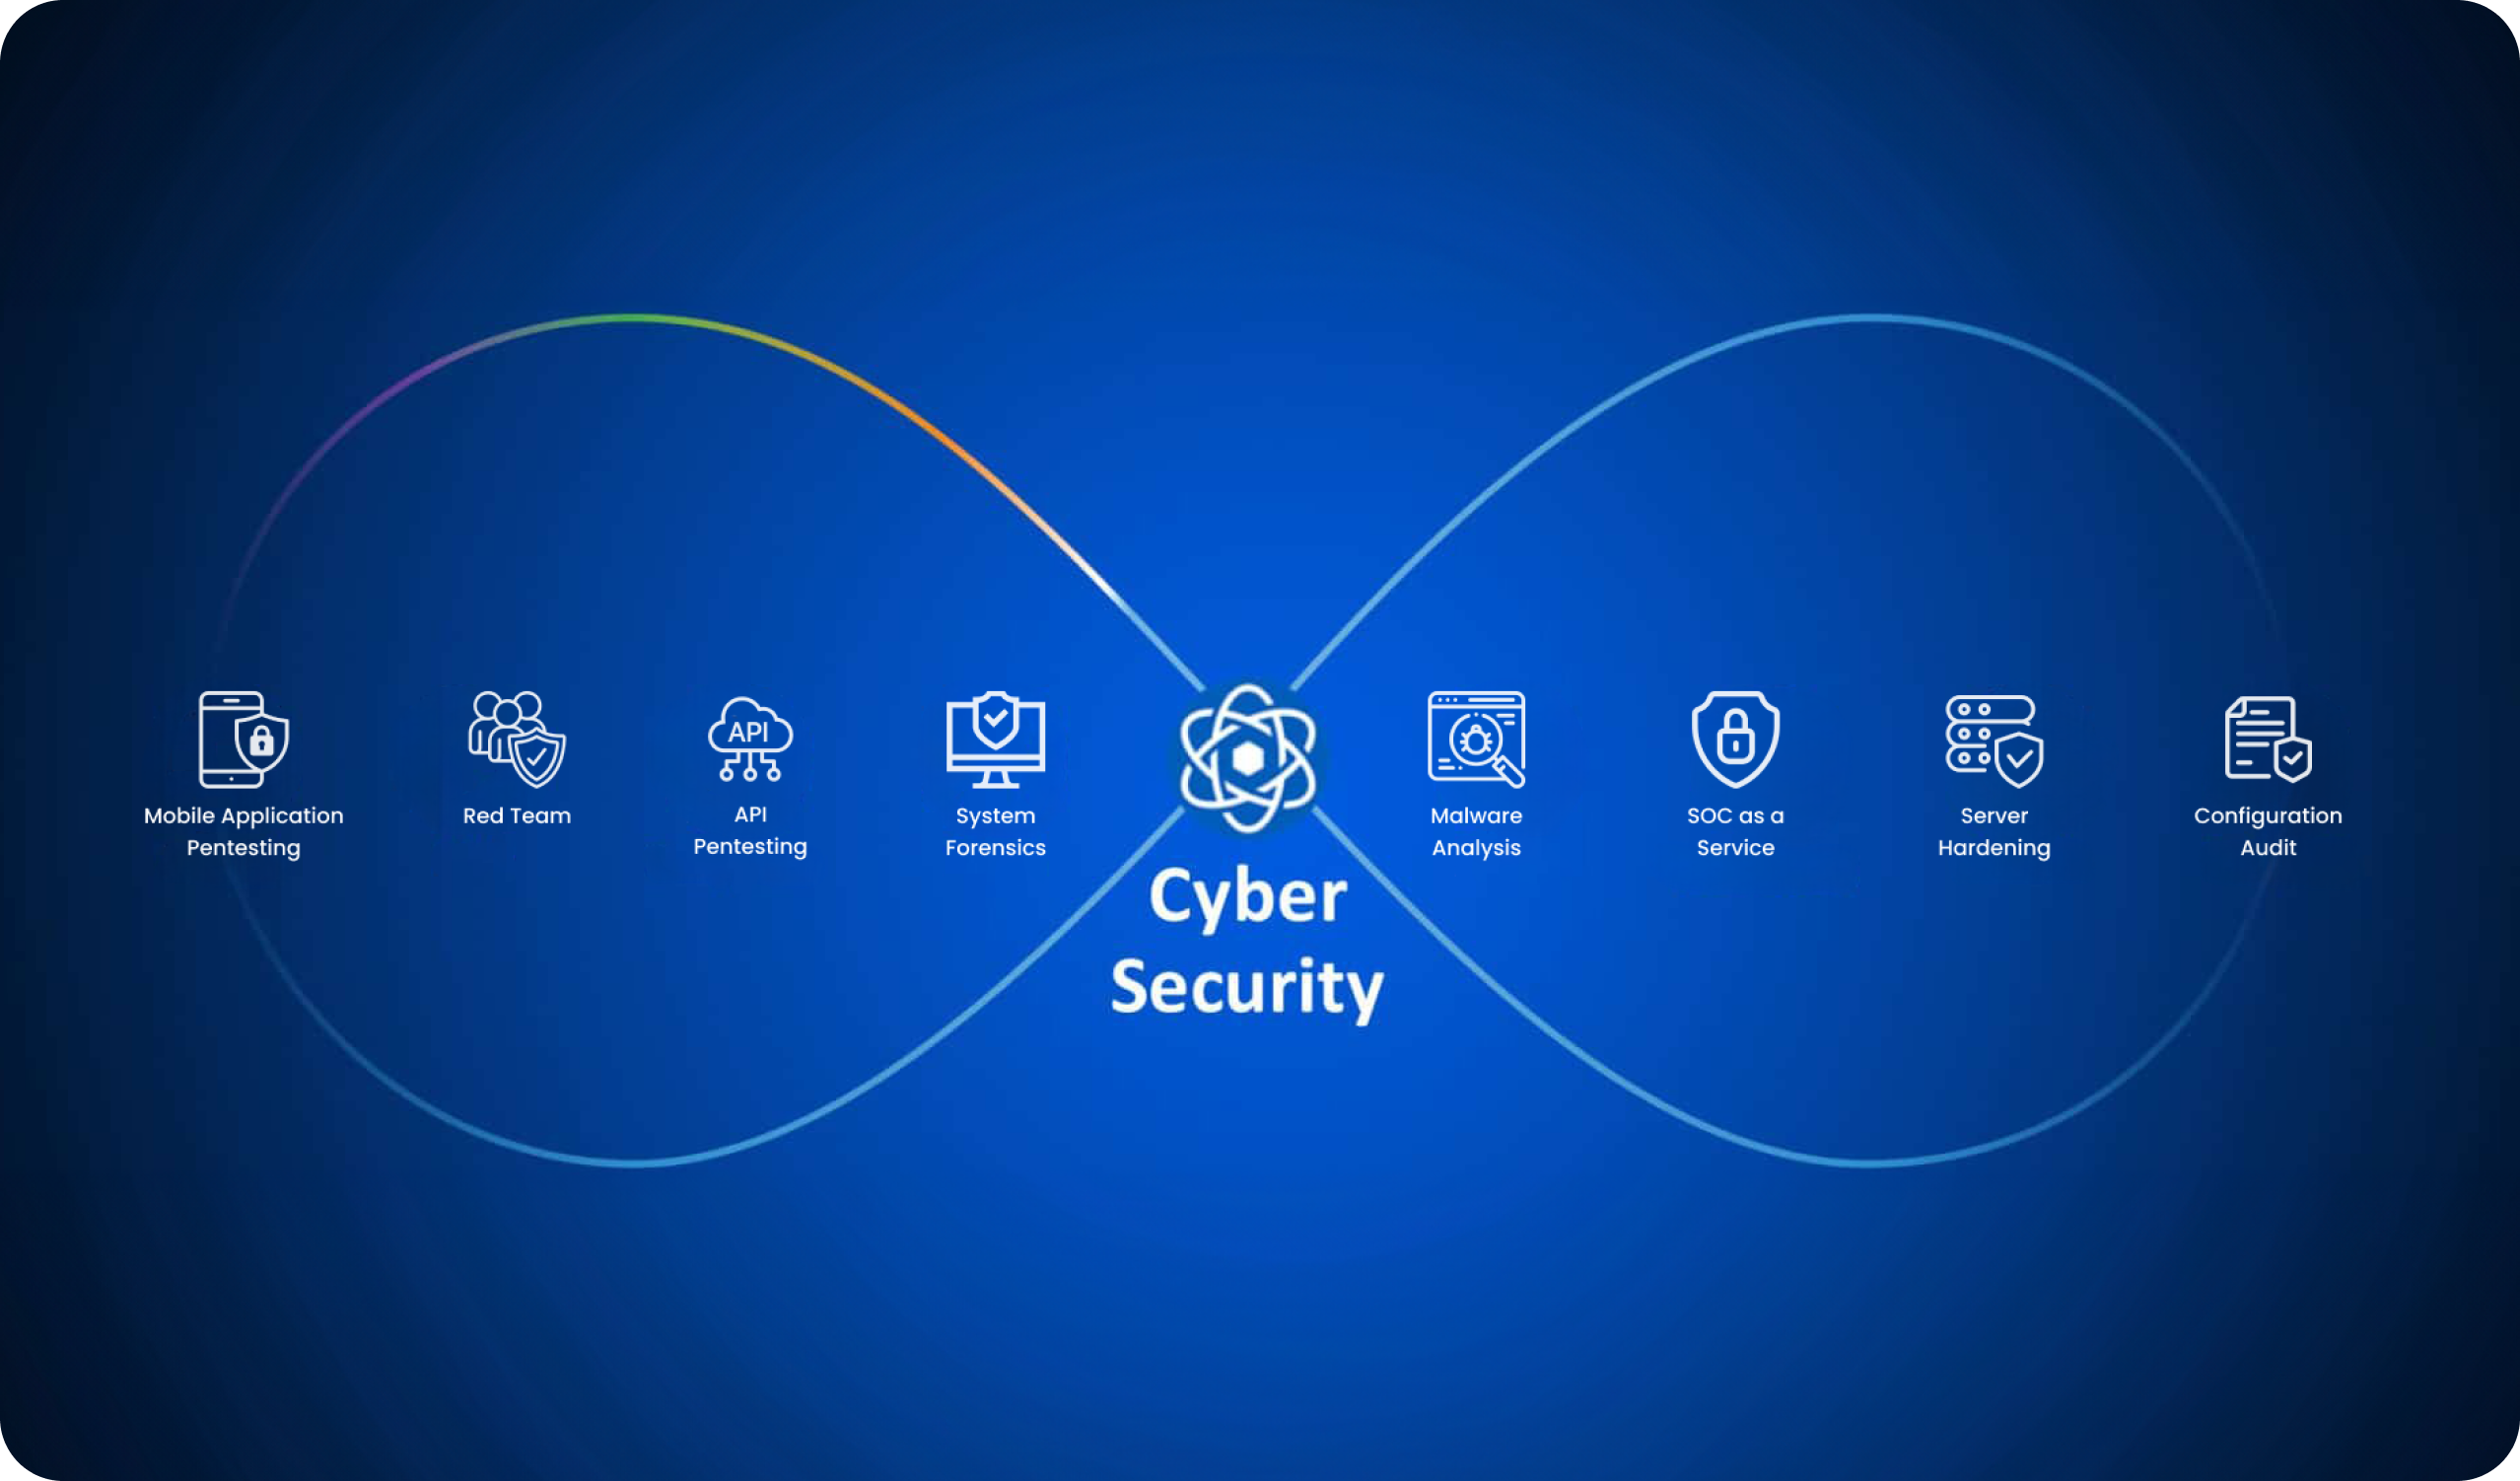 Mobile Application
Pentesting
Red Team
API
API
Pentesting
System
Forensics
Cyber
Security
Malware
Analysis
SOC as a
Service
Server
Hardening
Configuration
Audit